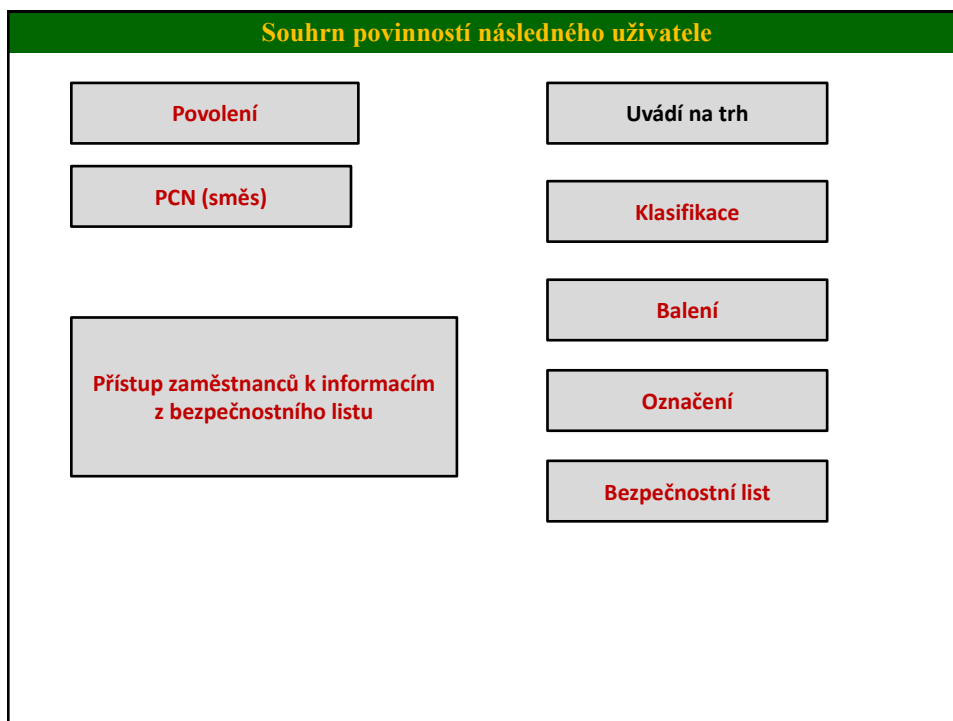 Souhrn povinností následného uživatele
Povolení
PCN (směs)
Přístup zaměstnanců k informacím
z bezpečnostního listu
Uvádí na trh
Klasifikace
Balení
Označení
Bezpečnostní list